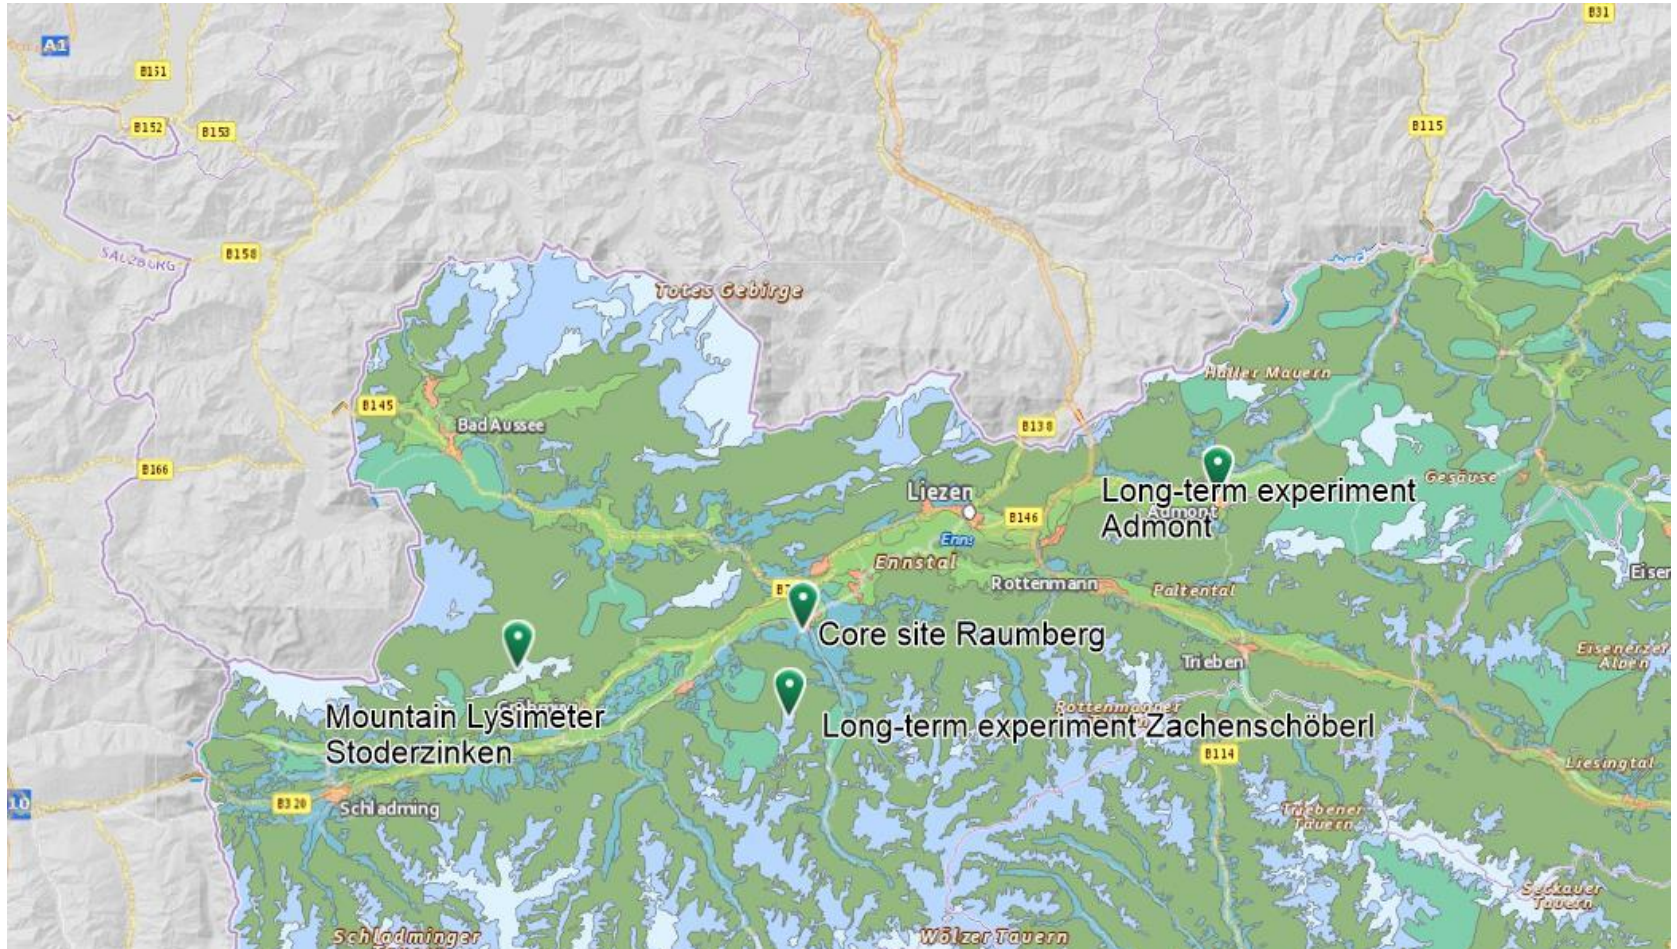 B31
A1
B151
B152
B153
B115
SALZBURG
B158
Totes Gebirge
Haller Mauern
B145
Bad Aussee
B138
B166
Liezen
Long-term experiment
Admont
Admont
Gesäuse
B146
Enns
Ennstal
Rottenmann
Paltental
Core site Raumberg
Trieben
Eisenerzer
Alpen
Mountain Lysimeter
Stoderzinken
Long-term experiment Zachenschöberl
Rottenmanner
B114
Liesingtal
10
B320
Schladming
Triebener
Tauern
Seckauer
Tauern
Schladminger
Wölzer Tauern